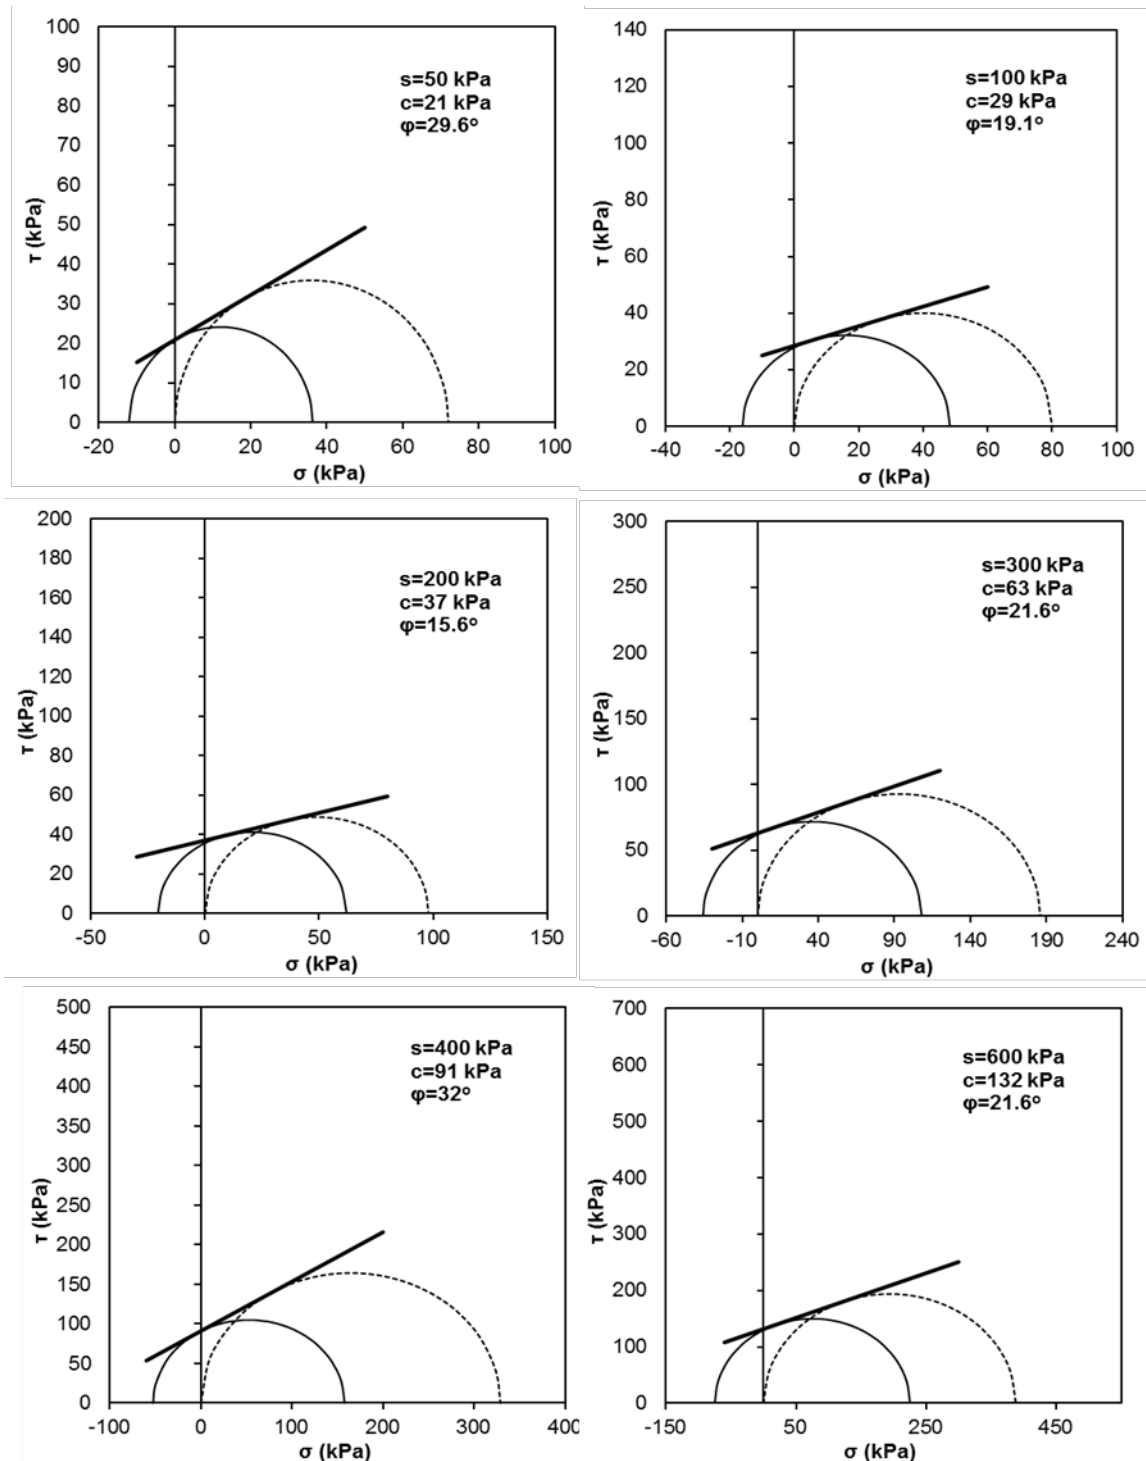 100
90
80
70
60
50
40
30
20
10
0
τ (kPa)
s=50 kPa
c=21 kPa
φ=29.6°
-20 0 20 40 60 80 100
σ (kPa)
140
120
100
80
60
40
20
0
τ (kPa)
s=100 kPa
c=29 kPa
φ=19.1°
-40 -20 0 20 40 60 80 100
σ (kPa)
200
180
160
140
120
100
80
60
40
20
0
τ (kPa)
s=200 kPa
c=37 kPa
φ=15.6°
-50 0 50 100 150
σ (kPa)
300
250
200
150
100
50
0
τ (kPa)
s=300 kPa
c=63 kPa
φ=21.6°
-60 -10 40 90 140 190 240
σ (kPa)
500
450
400
350
300
250
200
150
100
50
0
τ (kPa)
s=400 kPa
c=91 kPa
φ=32°
-100 0 100 200 300 400
σ (kPa)
700
600
500
400
300
200
100
0
τ (kPa)
s=600 kPa
c=132 kPa
φ=21.6°
-150 50 250 450
σ (kPa)